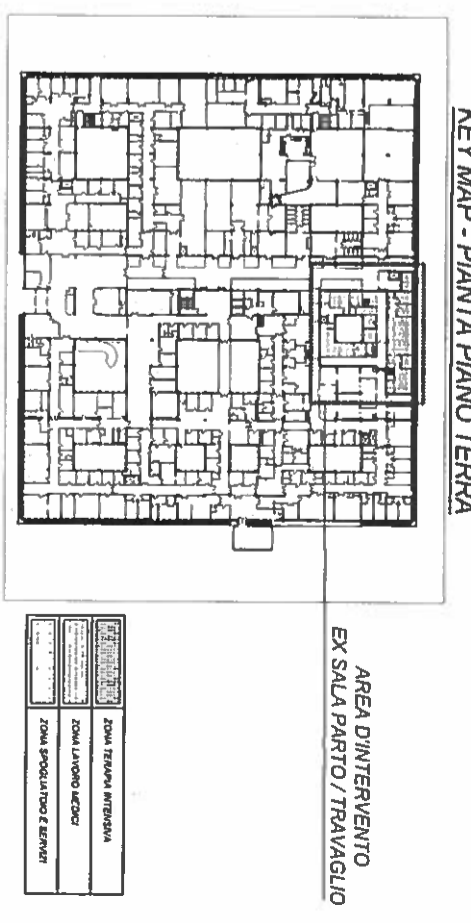 KEY MAP - PIANTA PIANO TERRA
AREA D'INTERVENTO
EX SALA PARTO / TRAVAGLIO
ZONA TERAPIA INTENSIVA
ZONA LAVORO MEDICI
ZONA SPOGLIATOIO E SERVIZI